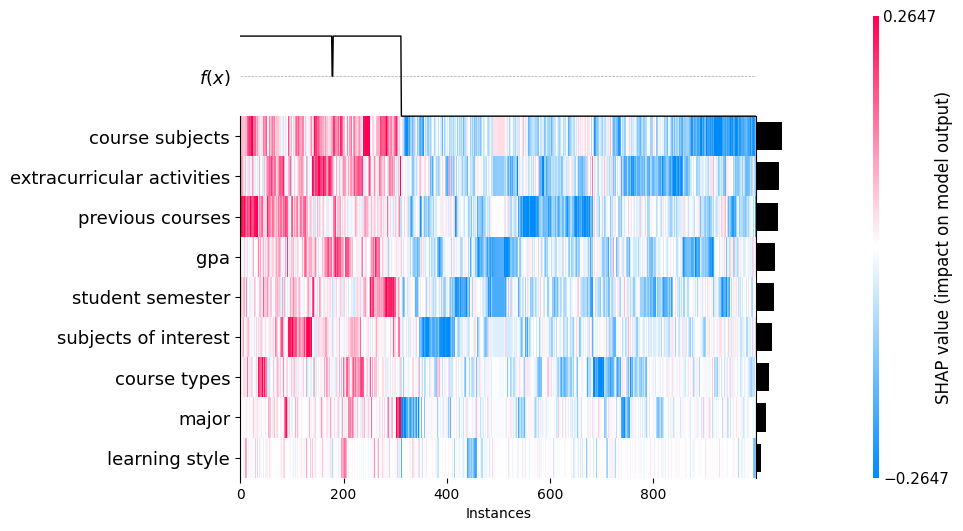 0.2647
f(x)
course subjects
extracurricular activities
previous courses
gpa
student semester
subjects of interest
course types
major
learning style
SHAP value (impact on model output)
−0.2647
0 200 400 600 800
Instances